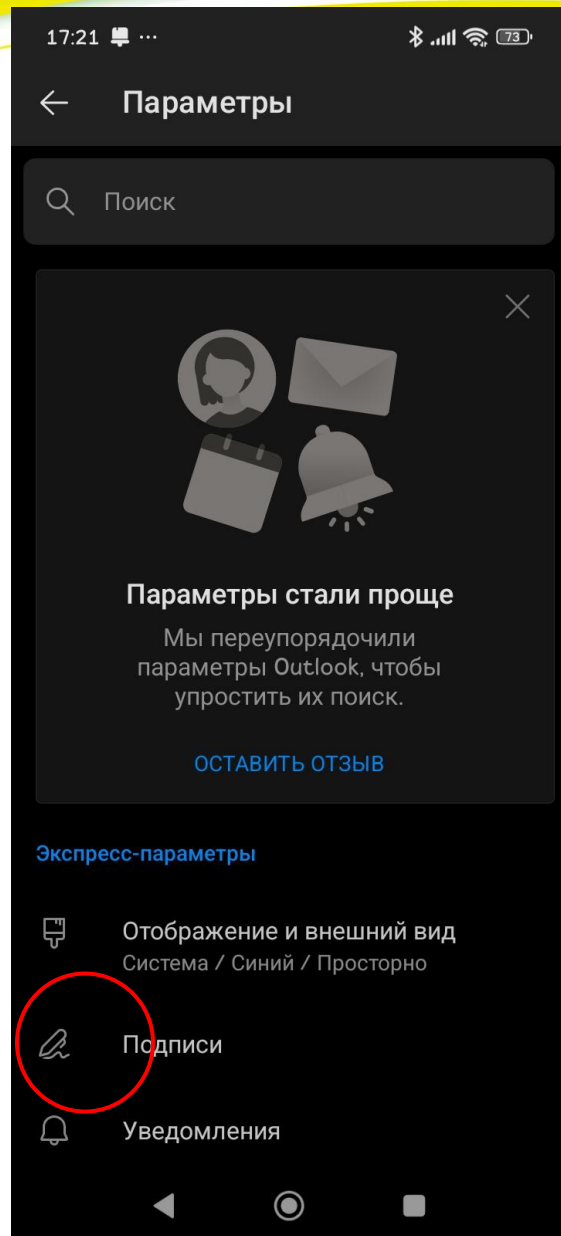 17:21 ...
73
Параметры
Поиск
Параметры стали проще
Мы переупорядочили
параметры Outlook, чтобы
упростить их поиск.
ОСТАВИТЬ ОТЗЫВ
Экспресс-параметры
Отображение и внешний вид
Система / Синий / Просторно
Подписи
Уведомления